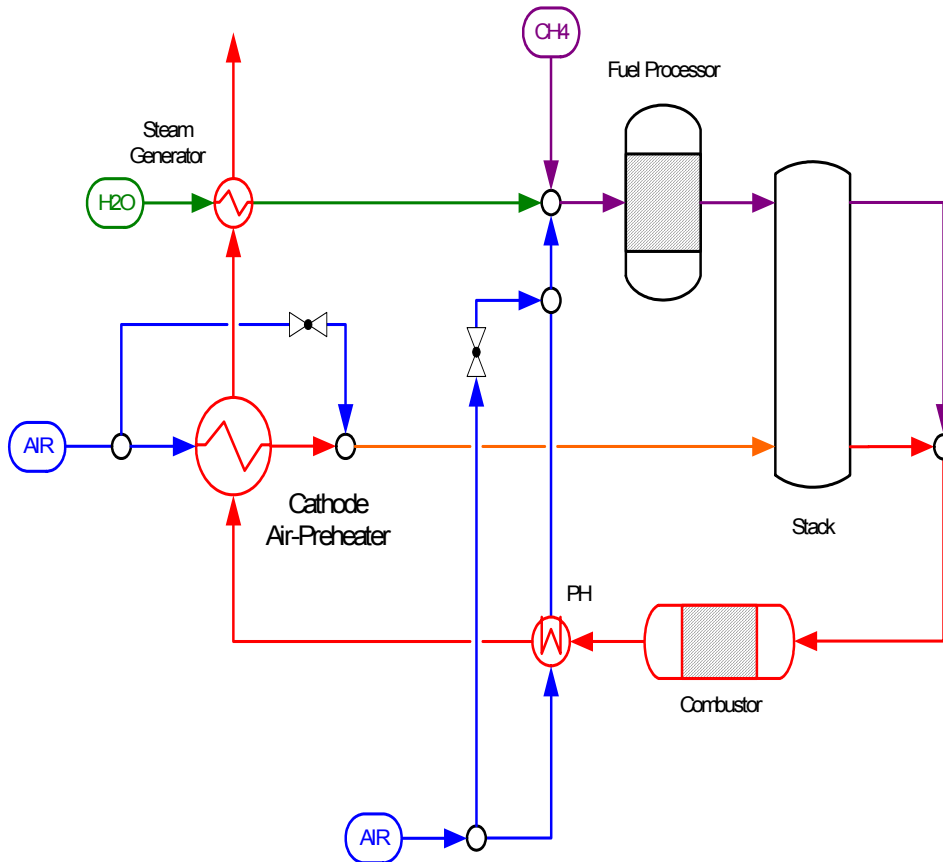 CH4
Fuel Processor
Steam
Generator
H2O
AIR
Cathode
Air-Preheater
Stack
PH
Combustor
AIR